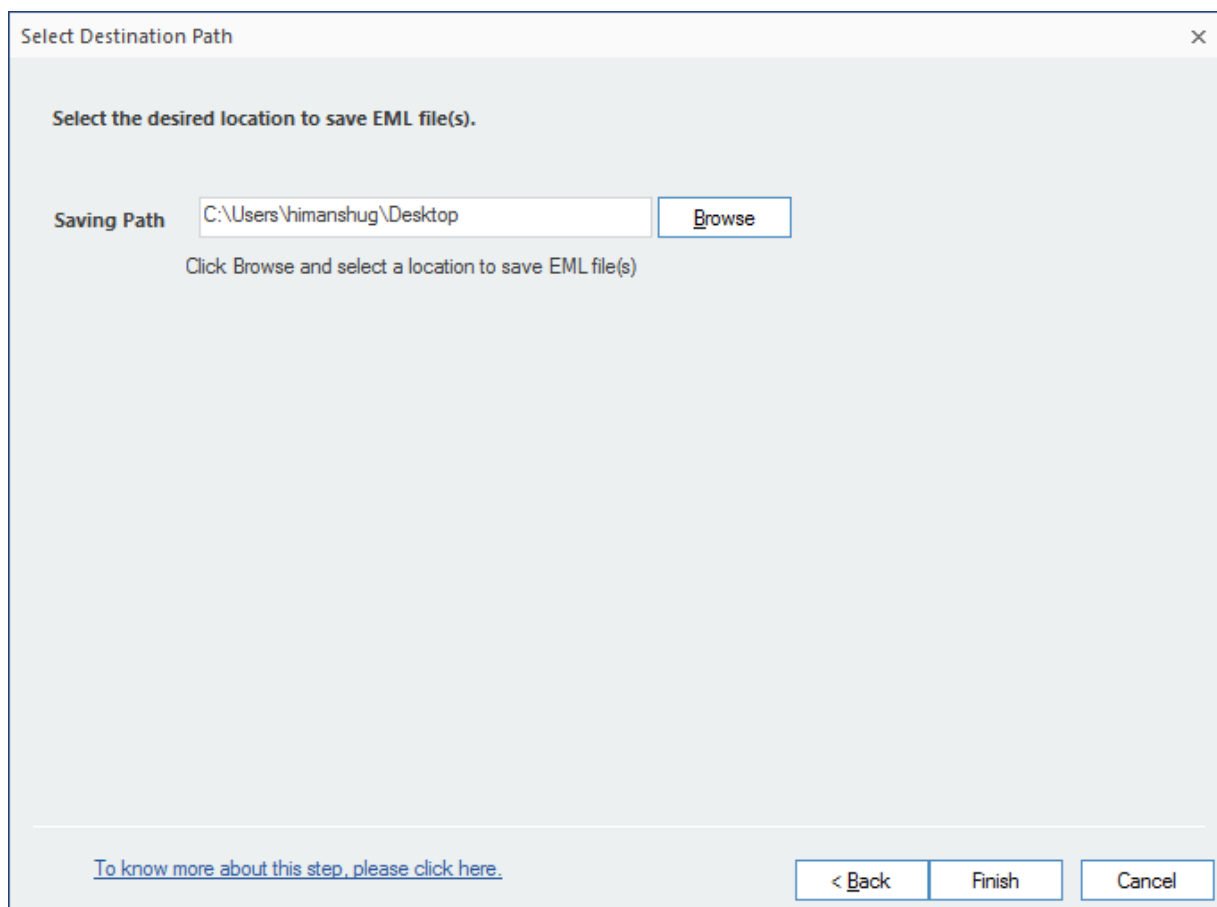 Select Destination Path
Select the desired location to save EML file(s).
Saving Path
C:\Users\himanshug\Desktop
Browse
Click Browse and select a location to save EML file(s)
To know more about this step, please click here.
< Back
Finish
Cancel